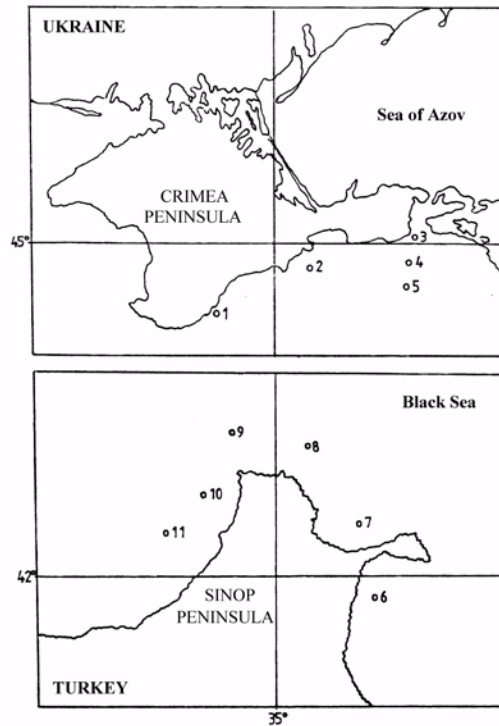 UKRAINE
Sea of Azov
CRIMEA
PENINSULA
45°
3
2
4
5
1
Black Sea
9
8
10
7
11
42°
SINOP
PENINSULA
6
TURKEY
35°